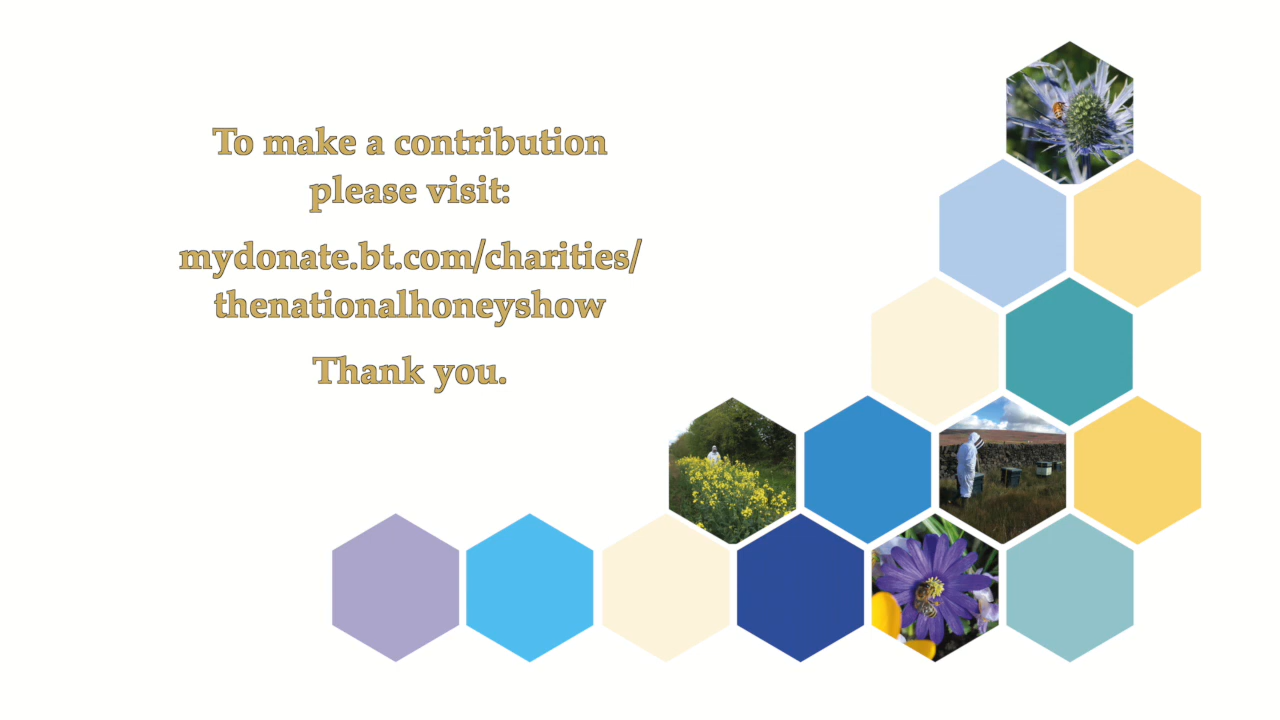 To make a contribution
please visit:
mydonate.bt.com/charities/
thenationalhoneyshow
Thank you.